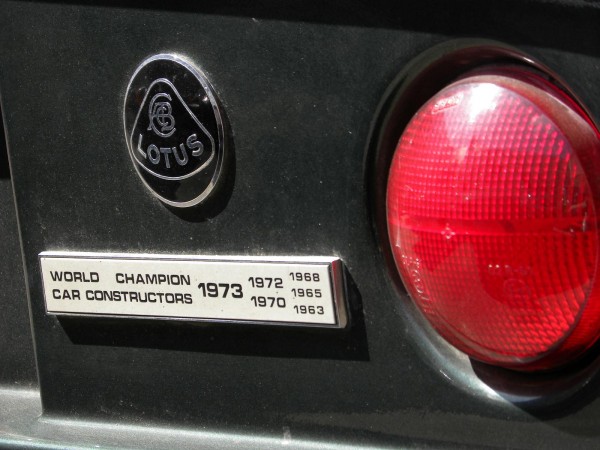 LOTUS
WORLD CHAMPION
CAR CONSTRUCTORS
1973
1972
1970
1968
1965
1963